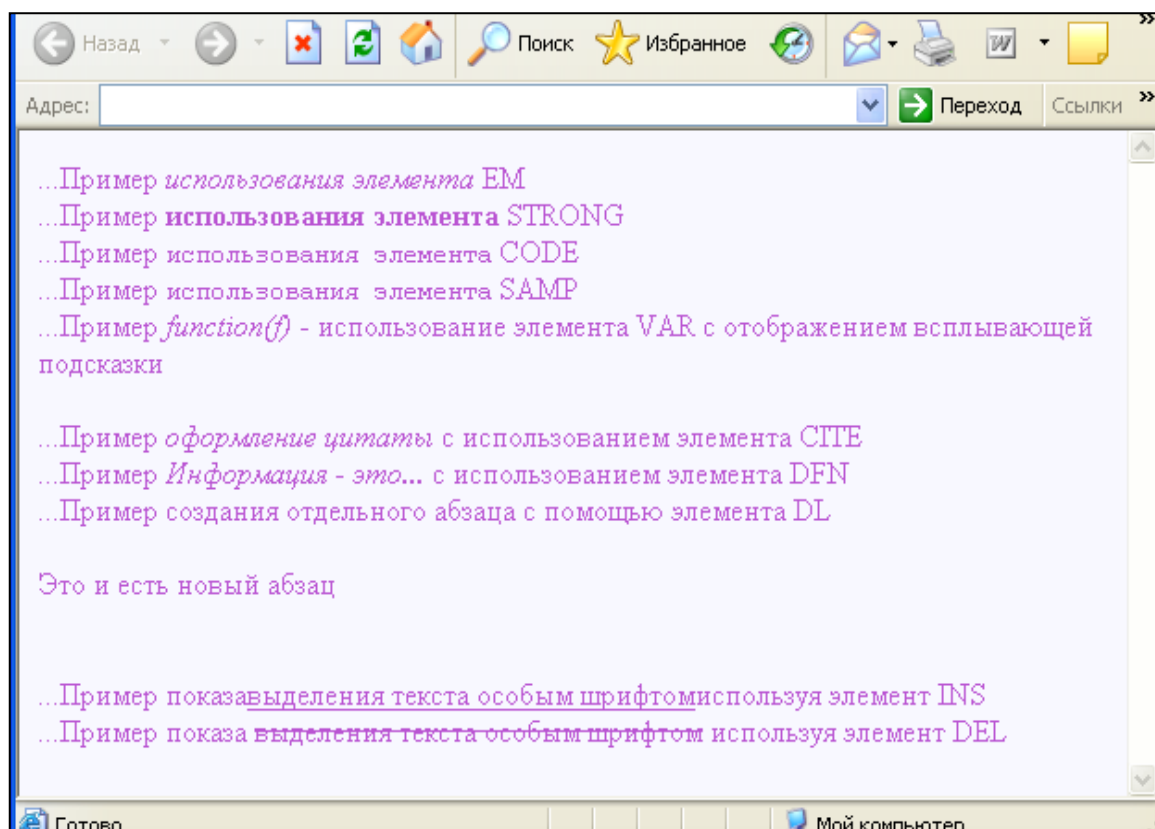 Назад Поиск Избранное
Адрес: Переход Ссылки
...Пример использования элемента EM
...Пример использования элемента STRONG
...Пример использования элемента CODE
...Пример использования элемента SAMP
...Пример function(f) - использование элемента VAR с отображением всплывающей
подсказки
...Пример оформление цитаты с использованием элемента CITE
...Пример Информация - это... с использованием элемента DFN
...Пример создания отдельного абзаца с помощью элемента DL
Это и есть новый абзац
...Пример показавыделения текста особым шрифтомиспользуя элемент INS
...Пример показа выделения текста особым шрифтом используя элемент DEL
Готово Мой компьютер